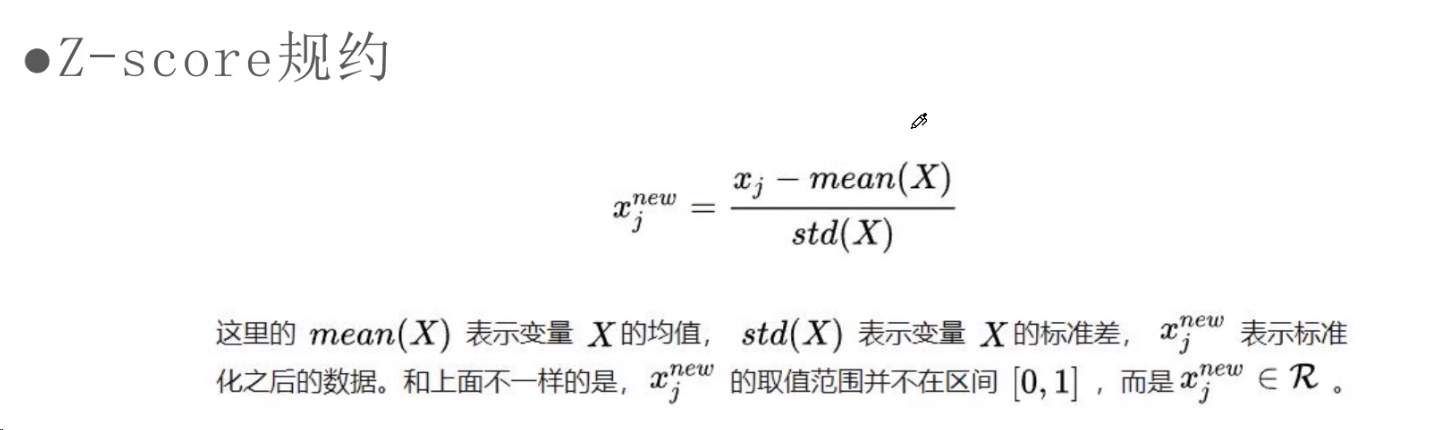 ●Z-score规约
$x_j^{new} = \frac{x_j - mean(X)}{std(X)}$
这里的 $mean(X)$ 表示变量 $X$ 的均值， $std(X)$ 表示变量 $X$ 的标准差， $x_j^{new}$ 表示标准
化之后的数据。和上面不一样的是， $x_j^{new}$ 的取值范围并不在区间 $[0,1]$ ，而是 $x_j^{new} \in \mathcal{R}$ 。